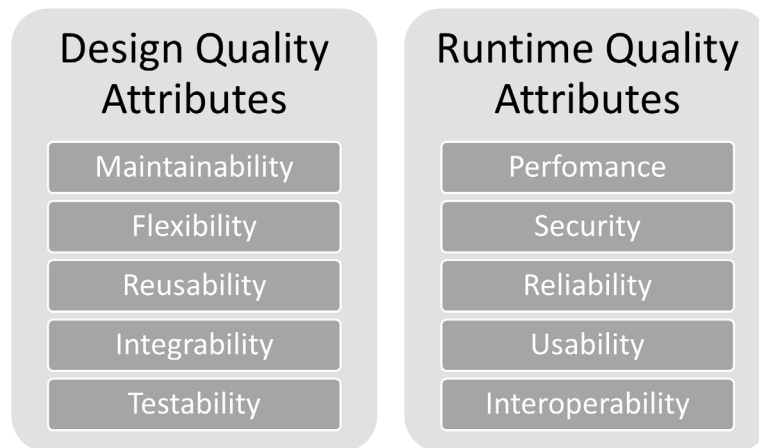 Design Quality
Attributes
Maintainability
Flexibility
Reusability
Integrability
Testability
Runtime Quality
Attributes
Perfomance
Security
Reliability
Usability
Interoperability